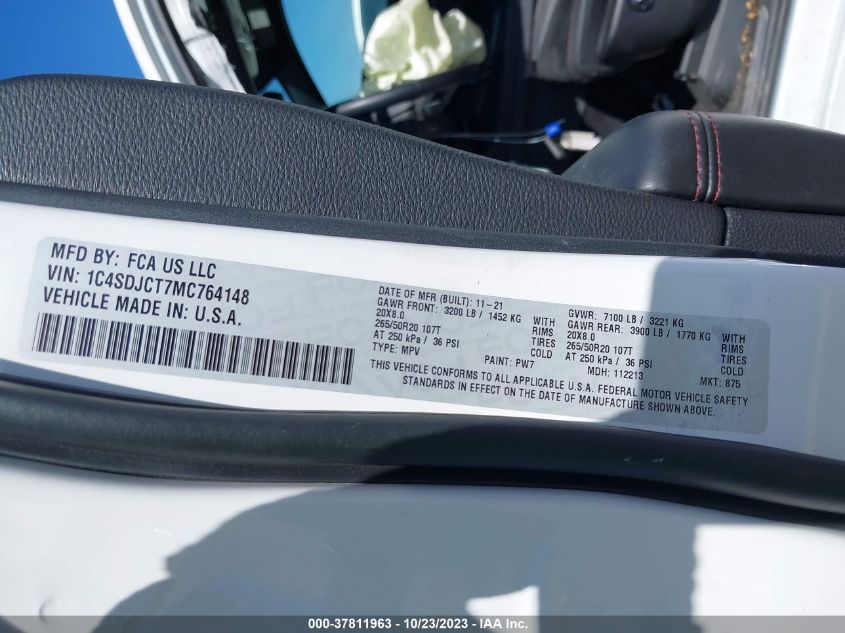 MFD BY: FCA US LLC
VIN: 1C4SDJCT7MC764148
VEHICLE MADE IN: U.S.A.
DATE OF MFR (BUILT): 11-21 GVWR: 7100 LB / 3221 KG
GAWR FRONT: 3200 LB / 1452 KG WITH GAWR REAR: 3900 LB / 1770 KG WITH
20X8.0 RIMS 20X8.0 RIMS
265/50R20 107T TIRES 265/50R20 107T TIRES
AT 250 kPa / 36 PSI COLD AT 250 kPa / 36 PSI COLD
TYPE: MPV PAINT: PW7 MDH: 112213 MKT: 875
THIS VEHICLE CONFORMS TO ALL APPLICABLE U.S.A. FEDERAL MOTOR VEHICLE SAFETY
STANDARDS IN EFFECT ON THE DATE OF MANUFACTURE SHOWN ABOVE.
000-37811963 - 10/23/2023 - IAA Inc.